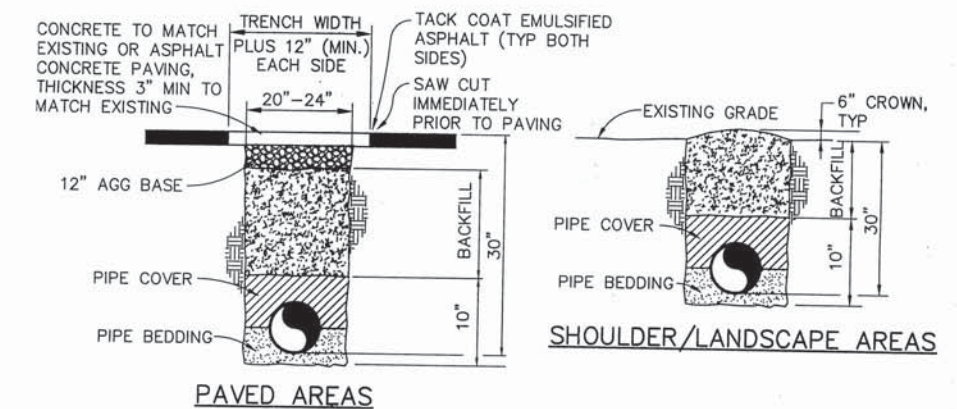 CONCRETE TO MATCH
EXISTING OR ASPHALT
CONCRETE PAVING,
THICKNESS 3" MIN TO
MATCH EXISTING
TRENCH WIDTH
PLUS 12" (MIN.)
EACH SIDE
20"-24"
TACK COAT EMULSIFIED
ASPHALT (TYP BOTH
SIDES)
SAW CUT
IMMEDIATELY
PRIOR TO PAVING
12" AGG BASE
BACKFILL
30"
PIPE COVER
10"
PIPE BEDDING
PAVED AREAS
EXISTING GRADE
6" CROWN,
TYP
BACKFILL
30"
PIPE COVER
10"
PIPE BEDDING
SHOULDER/LANDSCAPE AREAS